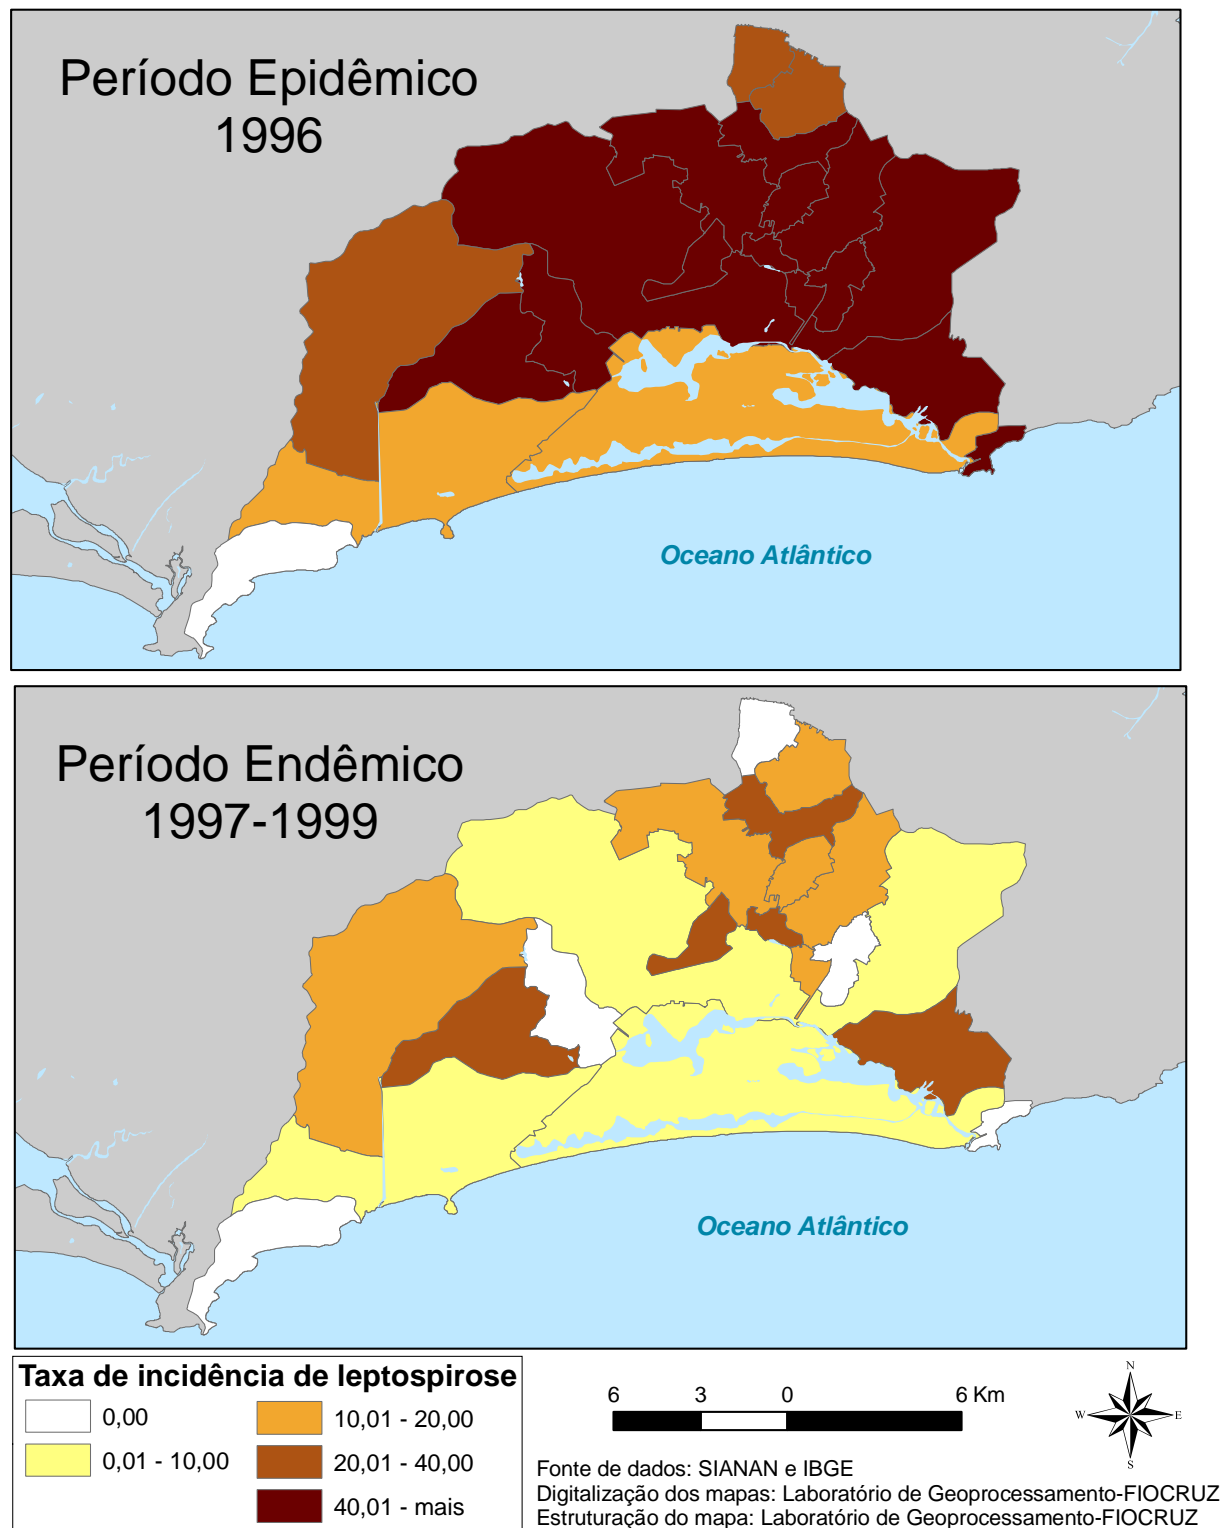 Período Epidêmico
1996
Oceano Atlântico
Período Endêmico
1997-1999
Oceano Atlântico
Taxa de incidência de leptospirose
0,00
0,01 - 10,00
10,01 - 20,00
20,01 - 40,00
40,01 - mais
6 3 0 6 Km
N
W E
S
Fonte de dados: SIANAN e IBGE
Digitalização dos mapas: Laboratório de Geoprocessamento-FIOCRUZ
Estruturação do mapa: Laboratório de Geoprocessamento-FIOCRUZ